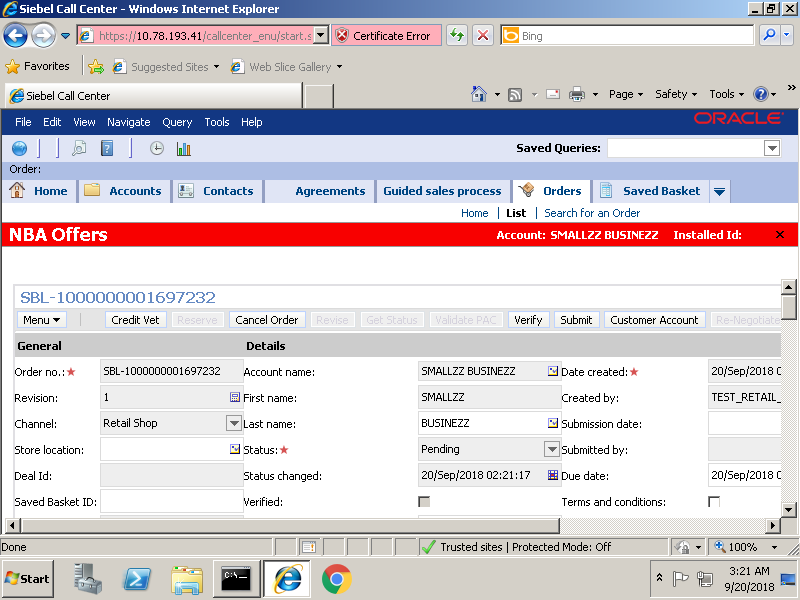 Siebel Call Center - Windows Internet Explorer
https://10.78.193.41/callcenter_enu/start.s
Certificate Error
Bing
Favorites
Suggested Sites
Web Slice Gallery
Siebel Call Center
Page
Safety
Tools
»
File Edit View Navigate Query Tools Help
ORACLE
Saved Queries:
Order:
Home
Accounts
Contacts
Agreements
Guided sales process
Orders
Saved Basket
Home | List | Search for an Order
NBA Offers
Account: SMALLZZ BUSINEZZ Installed Id:
SBL-1000000001697232
Menu
Credit Vet
Reserve
Cancel Order
Revise
Get Status
Validate PAC
Verify
Submit
Customer Account
Re-Negotiate
General
Details
Order no.:★ SBL-1000000001697232 Account name: SMALLZZ BUSINEZZ Date created:★ 20/Sep/2018 0
Revision: 1 First name: SMALLZZ Created by: TEST_RETAIL_
Channel: Retail Shop Last name: BUSINEZZ Submission date:
Store location: Status:★ Pending Submitted by:
Deal Id: Status changed: 20/Sep/2018 02:21:17 Due date: 20/Sep/2018 0
Saved Basket ID: Verified: Terms and conditions:
Done
Trusted sites | Protected Mode: Off
100%
Start
C:\.
3:21 AM
9/20/2018